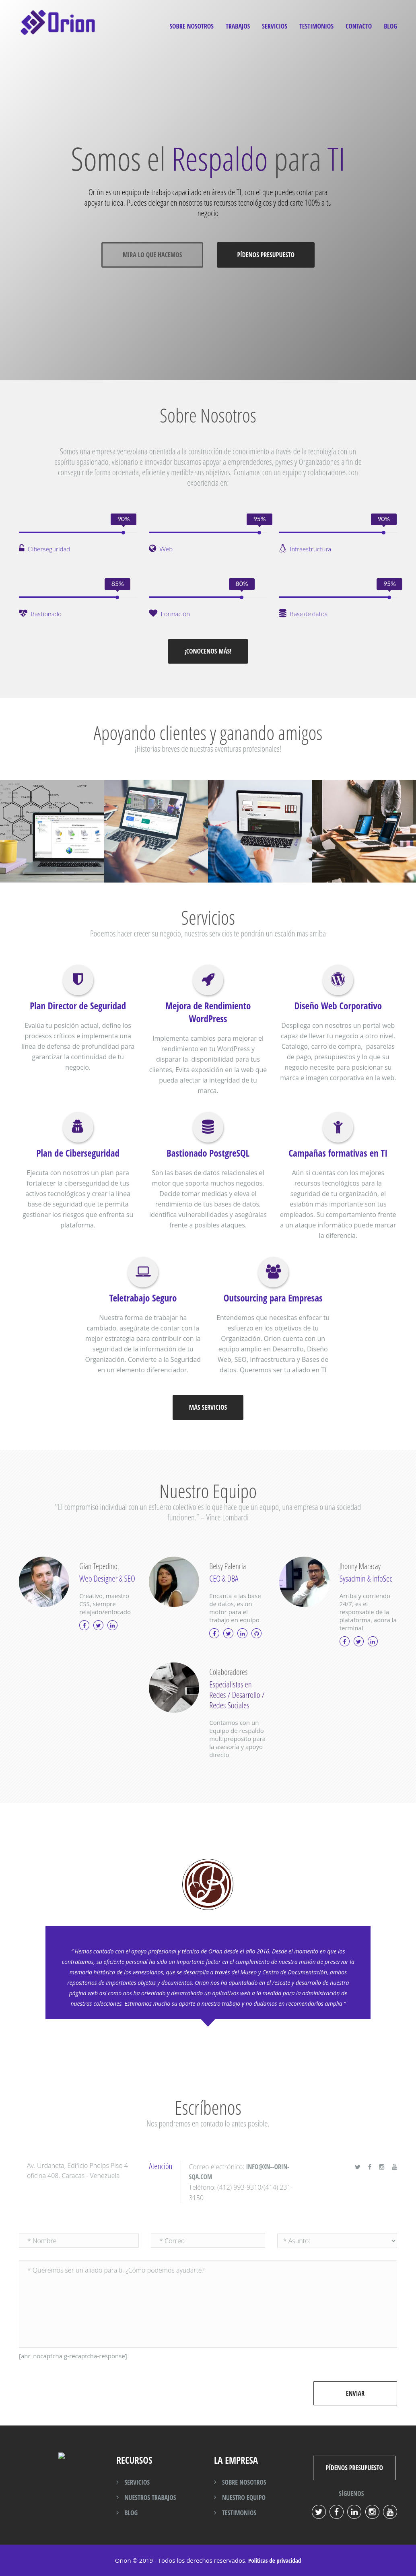 Orion
SOBRE NOSOTROS
TRABAJOS
SERVICIOS
TESTIMONIOS
CONTACTO
BLOG
Somos el Respaldo para TI
Orión es un equipo de trabajo capacitado en áreas de TI, con el que puedes contar para
apoyar tu idea. Puedes delegar en nosotros tus recursos tecnológicos y dedicarte 100% a tu
negocio
MIRA LO QUE HACEMOS
PÍDENOS PRESUPUESTO
Sobre Nosotros
Somos una empresa venezolana orientada a la construcción de conocimiento a través de la tecnología con un
espíritu apasionado, visionario e innovador buscamos apoyar a emprendedores, pymes y Organizaciones a fin de
conseguir de forma ordenada, eficiente y medible sus objetivos. Contamos con un equipo y colaboradores con
experiencia en:
90%
95%
90%
Ciberseguridad
Web
Infraestructura
85%
80%
95%
Bastionado
Formación
Base de datos
¡CONOCENOS MÁS!
Apoyando clientes y ganando amigos
¡Historias breves de nuestras aventuras profesionales!
Servicios
Podemos hacer crecer su negocio, nuestros servicios te pondrán un escalón mas arriba
Plan Director de Seguridad
Evalúa tu posición actual, define los
procesos críticos e implementa una
línea de defensa de profundidad para
garantizar la continuidad de tu
negocio.
Mejora de Rendimiento
WordPress
Implementa cambios para mejorar el
rendimiento en tu WordPress y
disparar la disponibilidad para tus
clientes, Evita exposición en la web que
pueda afectar la integridad de tu
marca.
Diseño Web Corporativo
Despliega con nosotros un portal web
capaz de llevar tu negocio a otro nivel.
Catalogo, carro de compra, pasarelas
de pago, presupuestos y lo que su
negocio necesite para posicionar su
marca e imagen corporativa en la web.
Plan de Ciberseguridad
Ejecuta con nosotros un plan para
fortalecer la ciberseguridad de tus
activos tecnológicos y crear la línea
base de seguridad que te permita
gestionar los riesgos que enfrenta su
plataforma.
Bastionado PostgreSQL
Son las bases de datos relacionales el
motor que soporta muchos negocios.
Decide tomar medidas y eleva el
rendimiento de tus bases de datos,
identifica vulnerabilidades y asegúralas
frente a posibles ataques.
Campañas formativas en TI
Aún si cuentas con los mejores
recursos tecnológicos para la
seguridad de tu organización, el
eslabón más importante son tus
empleados. Su comportamiento frente
a un ataque informático puede marcar
la diferencia.
Teletrabajo Seguro
Nuestra forma de trabajar ha
cambiado, asegúrate de contar con la
mejor estrategia para contribuir con la
seguridad de la información de tu
Organización. Convierte a la Seguridad
en un elemento diferenciador.
Outsourcing para Empresas
Entendemos que necesitas enfocar tu
esfuerzo en los objetivos de tu
Organización. Orion cuenta con un
equipo amplio en Desarrollo, Diseño
Web, SEO, Infraestructura y Bases de
datos. Queremos ser tu aliado en TI
MÁS SERVICIOS
Nuestro Equipo
"El compromiso individual con un esfuerzo colectivo es lo que hace que un equipo, una empresa o una sociedad
funcionen." – Vince Lombardi
Gian Tepedino
Web Designer & SEO
Creativo, maestro
CSS, siempre
relajado/enfocado
Betsy Palencia
CEO & DBA
Encanta a las base
de datos, es un
motor para el
trabajo en equipo
Jhonny Maracay
Sysadmin & InfoSec
Arriba y corriendo
24/7, es el
responsable de la
plataforma, adora la
terminal
Colaboradores
Especialistas en
Redes / Desarrollo /
Redes Sociales
Contamos con un
equipo de respaldo
multiproposito para
la asesoría y apoyo
directo
" Hemos contado con el apoyo profesional y técnico de Orion desde el año 2016. Desde el momento en que los
contratamos, su eficiente personal ha sido un importante factor en el cumplimiento de nuestra misión de preservar la
memoria histórica de los venezolanos, que se desarrolla a través del Museo y Centro de Documentación, ambos
repositorios de importantes objetos y documentos. Orion nos ha apuntalado en el rescate y desarrollo de nuestra
página web así como nos ha orientado y desarrollado un aplicativos web a la medida para la administración de
nuestras colecciones. Estimamos mucho su aporte a nuestro trabajo y no dudamos en recomendarlos amplia "
Escríbenos
Nos pondremos en contacto lo antes posible.
Av. Urdaneta, Edificio Phelps Piso 4
oficina 408. Caracas - Venezuela
Atención
Correo electrónico: INFO@XN--ORIN-
SQA.COM
Teléfono: (412) 993-9310/(414) 231-
3150
* Nombre
* Correo
* Asunto:
* Queremos ser un aliado para ti, ¿Cómo podemos ayudarte?
[anr_nocaptcha g-recaptcha-response]
ENVIAR
RECURSOS
SERVICIOS
NUESTROS TRABAJOS
BLOG
LA EMPRESA
SOBRE NOSOTROS
NUESTRO EQUIPO
TESTIMONIOS
PÍDENOS PRESUPUESTO
SÍGUENOS
Orion © 2019 - Todos los derechos reservados. Políticas de privacidad